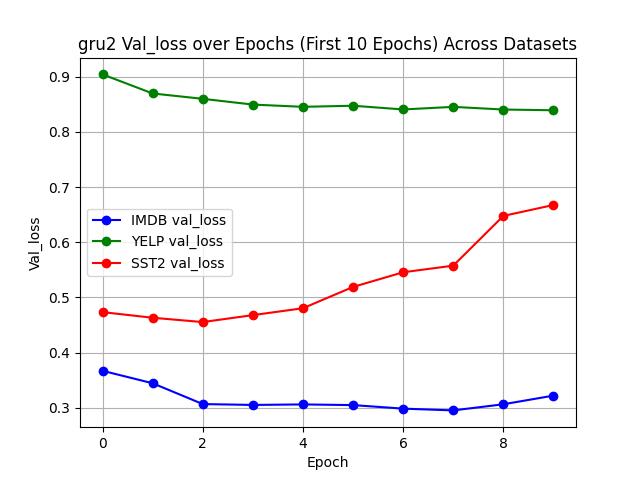 gru2 Val_loss over Epochs (First 10 Epochs) Across Datasets
0.9
0.8
0.7
0.6
0.5
0.4
0.3
Val_loss
IMDB val_loss
YELP val_loss
SST2 val_loss
0 2 4 6 8
Epoch